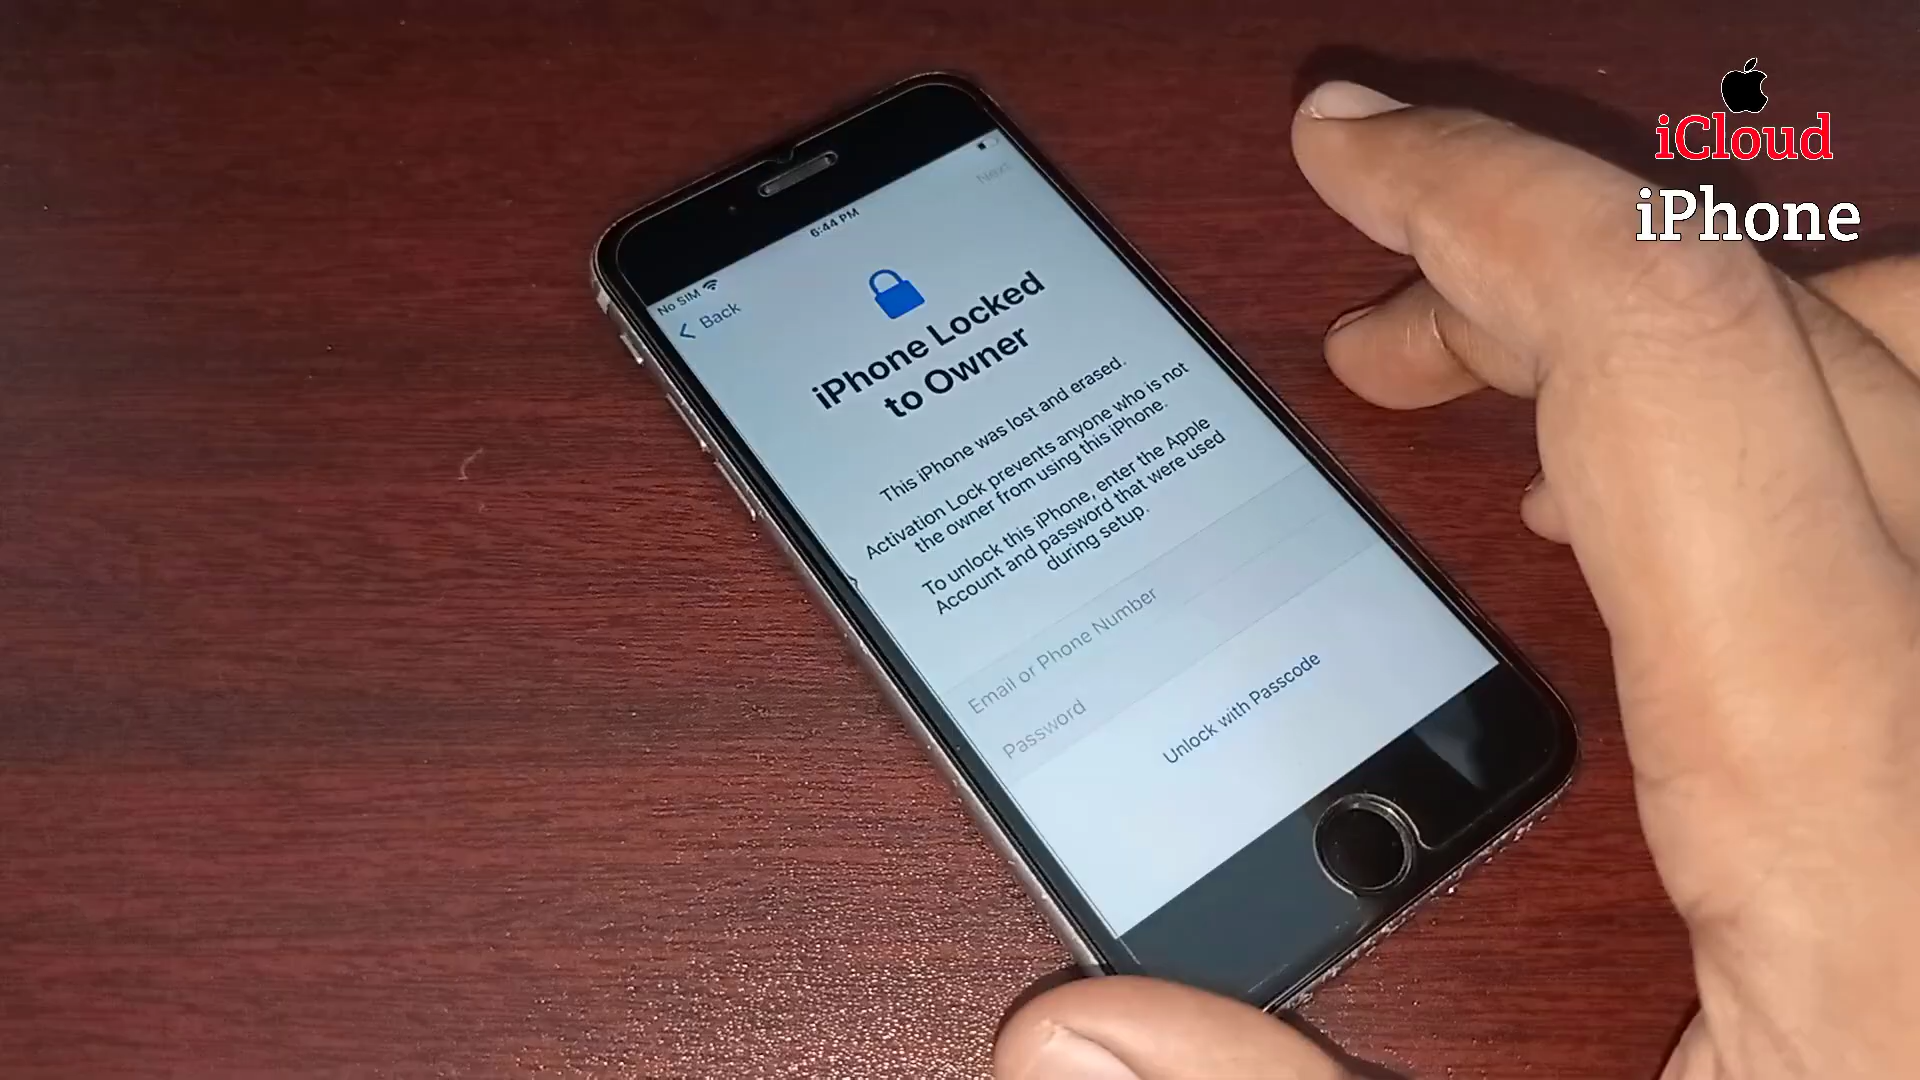 iCloud
iPhone
No SIM
6:44 PM
Back
Next
iPhone Locked
to Owner
This iPhone was lost and erased.
Activation Lock prevents anyone who is not
the owner from using this iPhone.
To unlock this iPhone, enter the Apple
Account and password that were used
during setup.
Email or Phone Number
Password
Unlock with Passcode